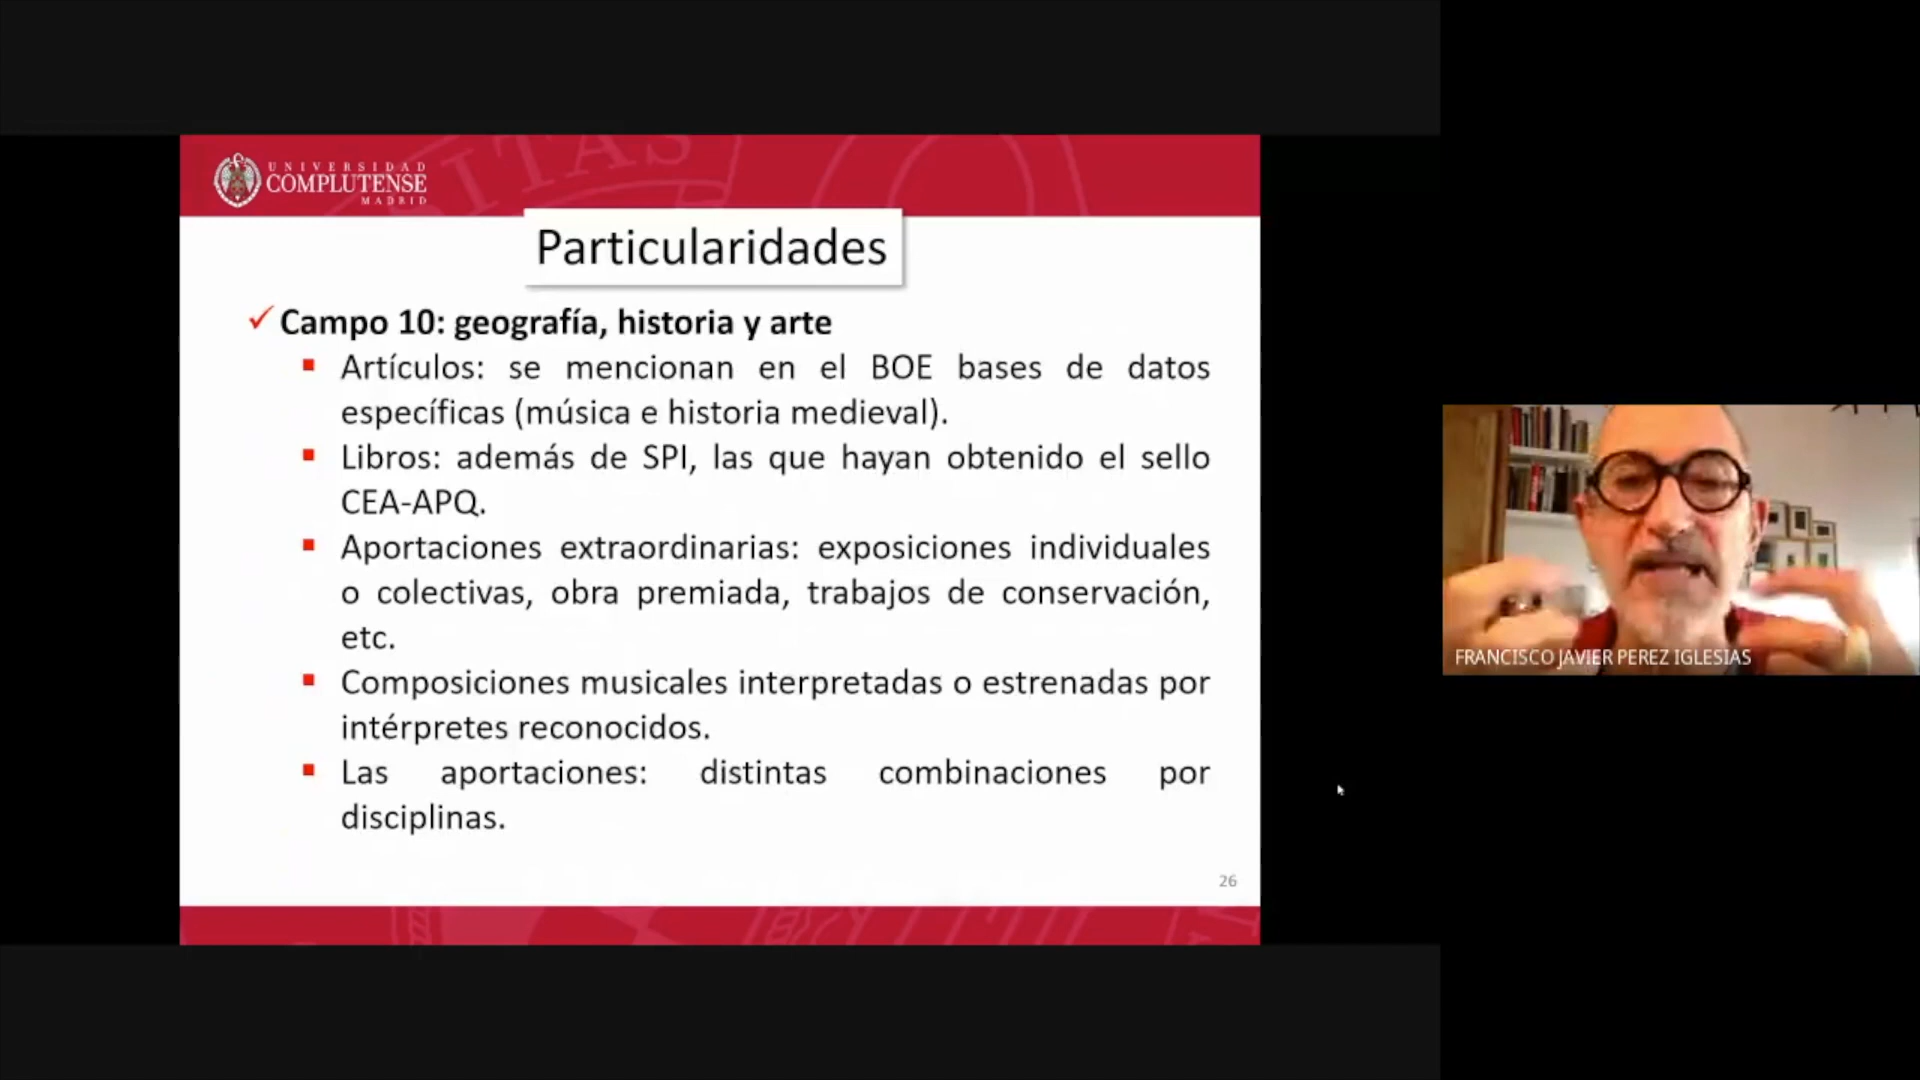 UNIVERSIDAD
COMPLUTENSE
MADRID
Particularidades
Campo 10: geografía, historia y arte
Artículos: se mencionan en el BOE bases de datos
específicas (música e historia medieval).
Libros: además de SPI, las que hayan obtenido el sello
CEA-APQ.
Aportaciones extraordinarias: exposiciones individuales
o colectivas, obra premiada, trabajos de conservación,
etc.
Composiciones musicales interpretadas o estrenadas por
intérpretes reconocidos.
Las aportaciones: distintas combinaciones por
disciplinas.
26
FRANCISCO JAVIER PEREZ IGLESIAS